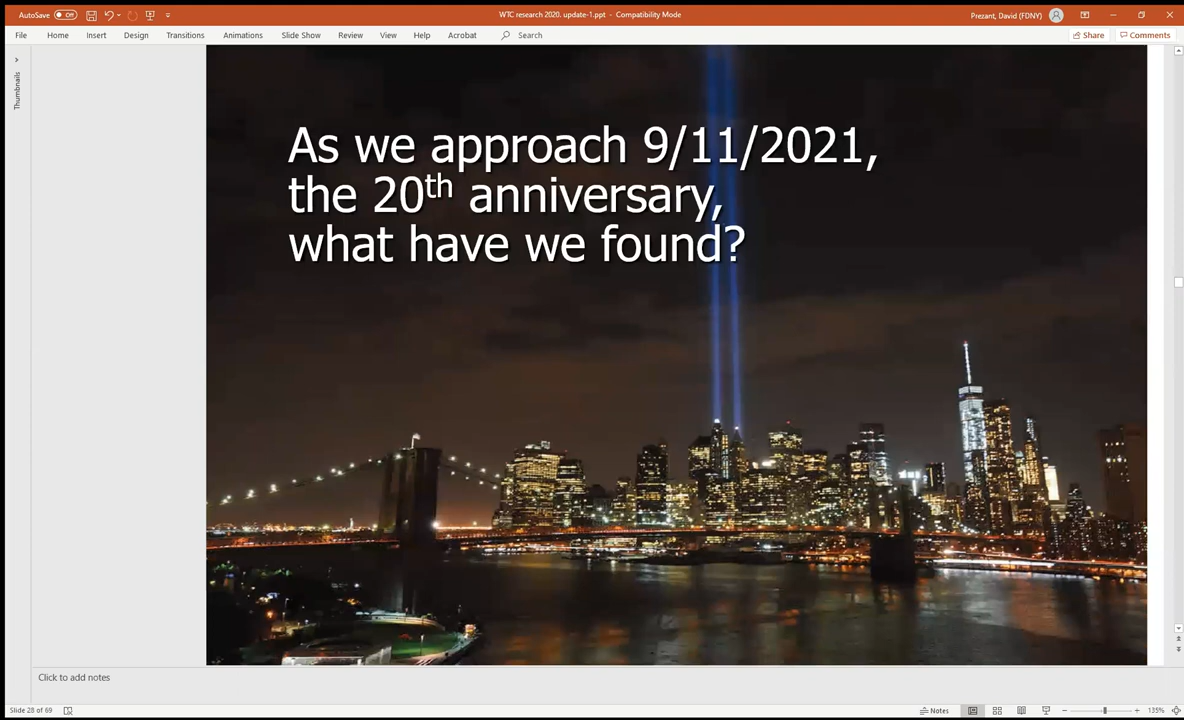 AutoSave Off
WTC research 2020. update-1.ppt - Compatibility Mode
Prezant, David (FDNY)
File Home Insert Design Transitions Animations Slide Show Review View Help Acrobat Search
Share Comments
Thumbnails
As we approach 9/11/2021,
the 20th anniversary,
what have we found?
Click to add notes
Slide 28 of 69
Notes
135%